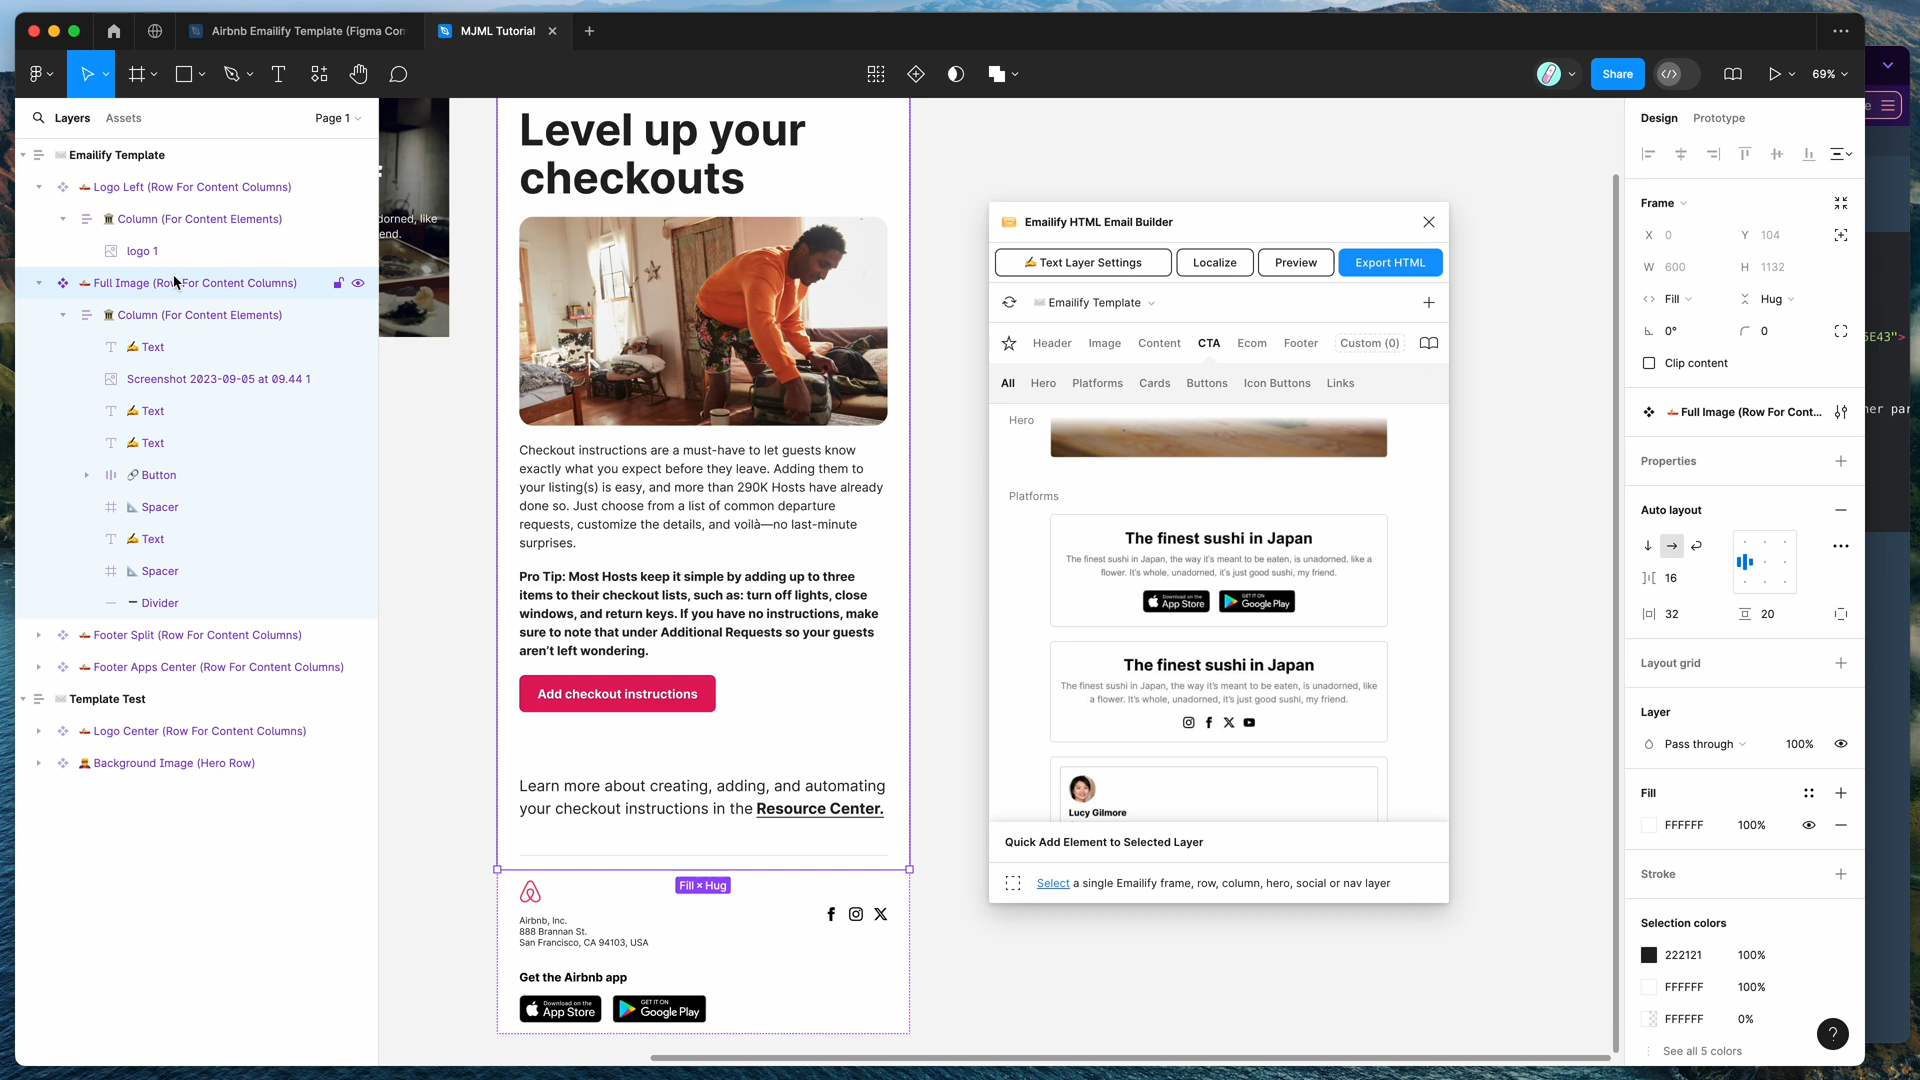 Airbnb Emailify Template (Figma Con
MJML Tutorial
Share
69%
Layers
Assets
Page 1
Emailify Template
Logo Left (Row For Content Columns)
Column (For Content Elements)
logo 1
Full Image (Row For Content Columns)
Column (For Content Elements)
Text
Screenshot 2023-09-05 at 09.44 1
Text
Text
Button
Spacer
Text
Spacer
Divider
Footer Split (Row For Content Columns)
Footer Apps Center (Row For Content Columns)
Template Test
Logo Center (Row For Content Columns)
Background Image (Hero Row)
dorned, like
end.
Level up your
checkouts
Checkout instructions are a must-have to let guests know
exactly what you expect before they leave. Adding them to
your listing(s) is easy, and more than 290K Hosts have already
done so. Just choose from a list of common departure
requests, customize the details, and voilà—no last-minute
surprises.
Pro Tip: Most Hosts keep it simple by adding up to three
items to their checkout lists, such as: turn off lights, close
windows, and return keys. If you have no instructions, make
sure to note that under Additional Requests so your guests
aren't left wondering.
Add checkout instructions
Learn more about creating, adding, and automating
your checkout instructions in the Resource Center.
Fill × Hug
Airbnb, Inc.
888 Brannan St.
San Francisco, CA 94103, USA
Get the Airbnb app
Download on the
App Store
GET IT ON
Google Play
Emailify HTML Email Builder
Text Layer Settings
Localize
Preview
Export HTML
Emailify Template
Header
Image
Content
CTA
Ecom
Footer
Custom (0)
All
Hero
Platforms
Cards
Buttons
Icon Buttons
Links
Hero
Platforms
The finest sushi in Japan
The finest sushi in Japan, the way it's meant to be eaten, is unadorned, like a
flower. It's whole, unadorned, it's just good sushi, my friend.
Download on the
App Store
GET IT ON
Google Play
The finest sushi in Japan
The finest sushi in Japan, the way it's meant to be eaten, is unadorned, like
a flower. It's whole, unadorned, it's just good sushi, my friend.
Lucy Gilmore
Quick Add Element to Selected Layer
Select a single Emailify frame, row, column, hero, social or nav layer
Design
Prototype
Frame
X 0
Y 104
W 600
H 1132
Fill
Hug
0°
0
Clip content
Full Image (Row For Cont...
Properties
Auto layout
16
32
20
Layout grid
Layer
Pass through
100%
Fill
FFFFFF
100%
Stroke
Selection colors
222121
100%
FFFFFF
100%
FFFFFF
0%
See all 5 colors
?
5E43">
her par